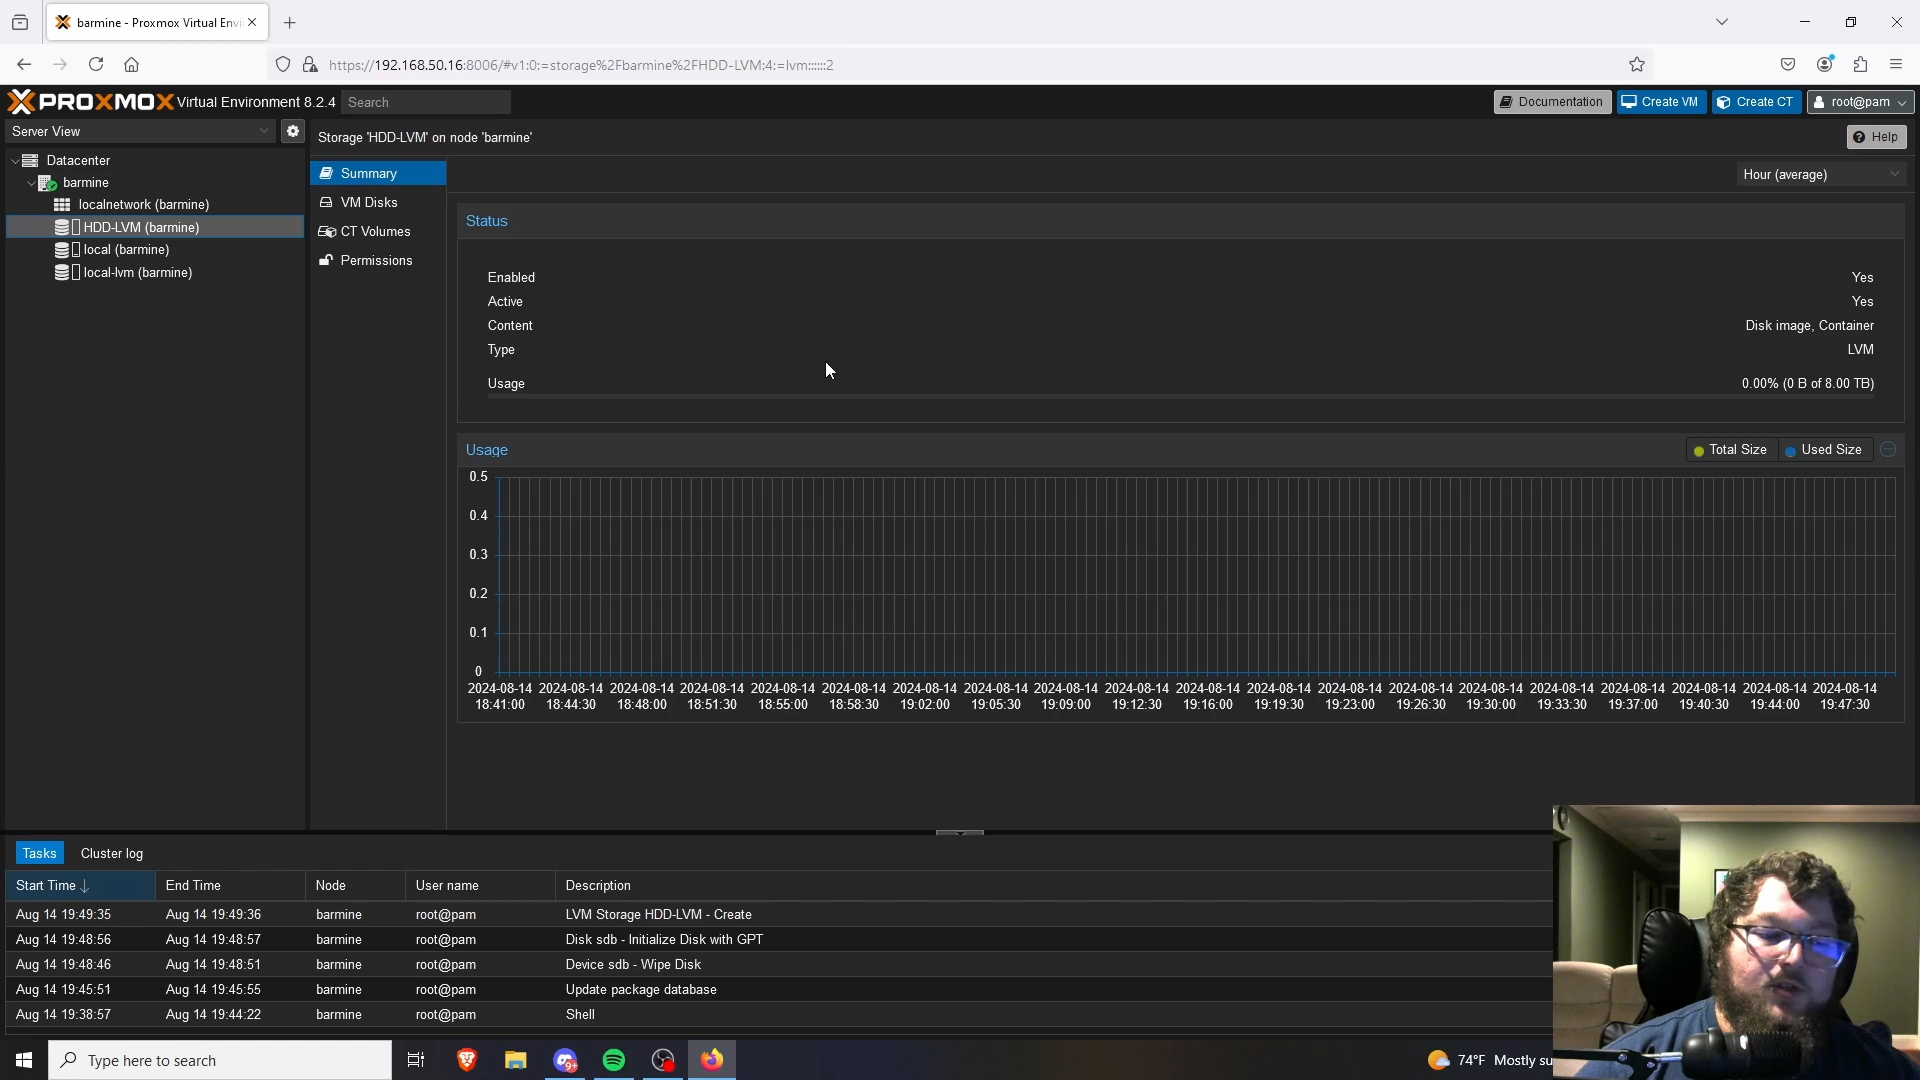 barmine - Proxmox Virtual Envi
https://192.168.50.16:8006/#v1:0:=storage%2Fbarmine%2FHDD-LVM:4:=lvm::::::2
PROXMOX Virtual Environment 8.2.4 Search
Documentation Create VM Create CT root@pam
Server View
Storage 'HDD-LVM' on node 'barmine'
Help
Datacenter
barmine
localnetwork (barmine)
HDD-LVM (barmine)
local (barmine)
local-lvm (barmine)
Summary
VM Disks
CT Volumes
Permissions
Hour (average)
Status
Enabled Yes
Active Yes
Content Disk image, Container
Type LVM
Usage 0.00% (0 B of 8.00 TB)
Usage
Total Size Used Size
0.5
0.4
0.3
0.2
0.1
0
2024-08-14 2024-08-14 2024-08-14 2024-08-14 2024-08-14 2024-08-14 2024-08-14 2024-08-14 2024-08-14 2024-08-14 2024-08-14 2024-08-14 2024-08-14 2024-08-14 2024-08-14 2024-08-14 2024-08-14 2024-08-14 2024-08-14 2024-08-14
18:41:00 18:44:30 18:48:00 18:51:30 18:55:00 18:58:30 19:02:00 19:05:30 19:09:00 19:12:30 19:16:00 19:19:30 19:23:00 19:26:30 19:30:00 19:33:30 19:37:00 19:40:30 19:44:00 19:47:30
Tasks Cluster log
Start Time End Time Node User name Description
Aug 14 19:49:35 Aug 14 19:49:36 barmine root@pam LVM Storage HDD-LVM - Create
Aug 14 19:48:56 Aug 14 19:48:57 barmine root@pam Disk sdb - Initialize Disk with GPT
Aug 14 19:48:46 Aug 14 19:48:51 barmine root@pam Device sdb - Wipe Disk
Aug 14 19:45:51 Aug 14 19:45:55 barmine root@pam Update package database
Aug 14 19:38:57 Aug 14 19:44:22 barmine root@pam Shell
Type here to search
9+
74°F Mostly su